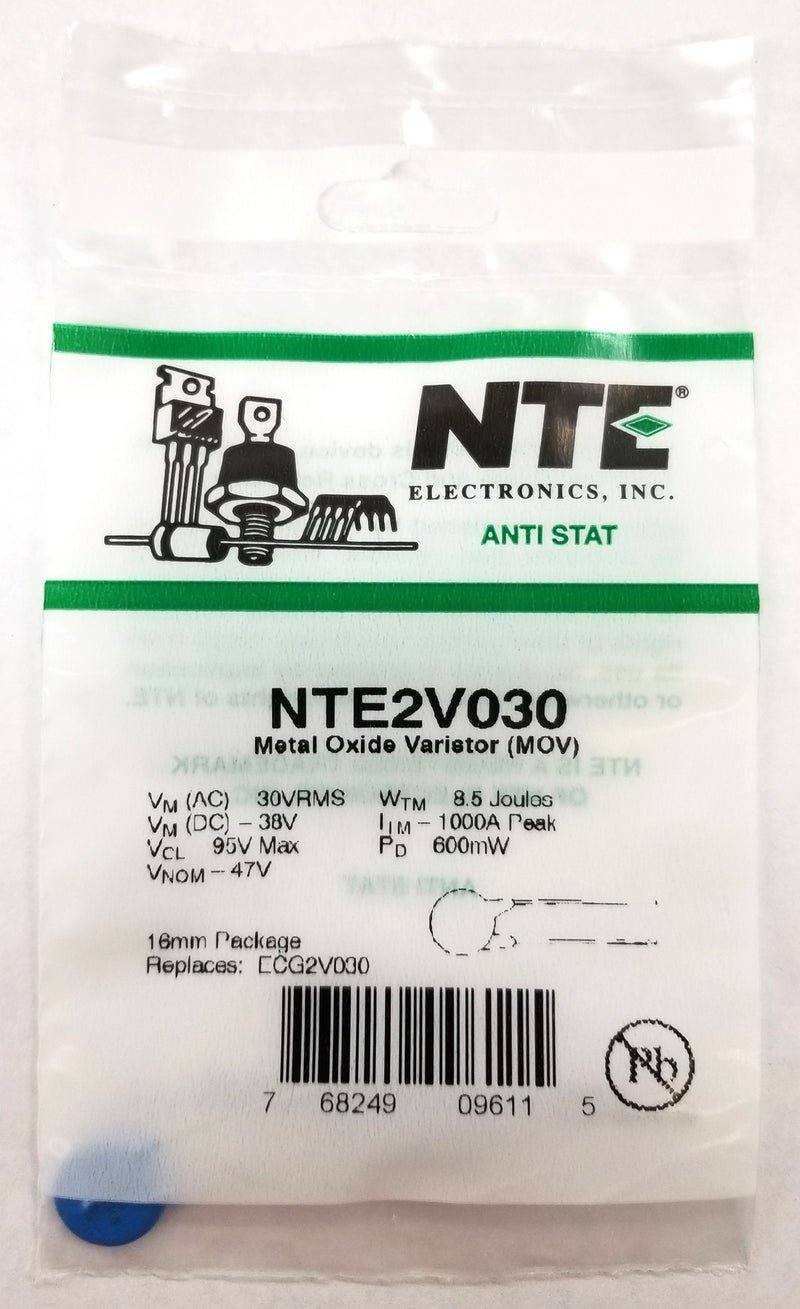 NTE®
ELECTRONICS, INC.
ANTI STAT
NTE2V030
Metal Oxide Varistor (MOV)
VM (AC) 30VRMS WTM 8.5 Joules
VM (DC) – 38V IIM – 1000A Peak
VCL 95V Max PD 600mW
VNOM – 47V
16mm Package
Replaces: ECG2V030
7 68249 09611 5
Pb